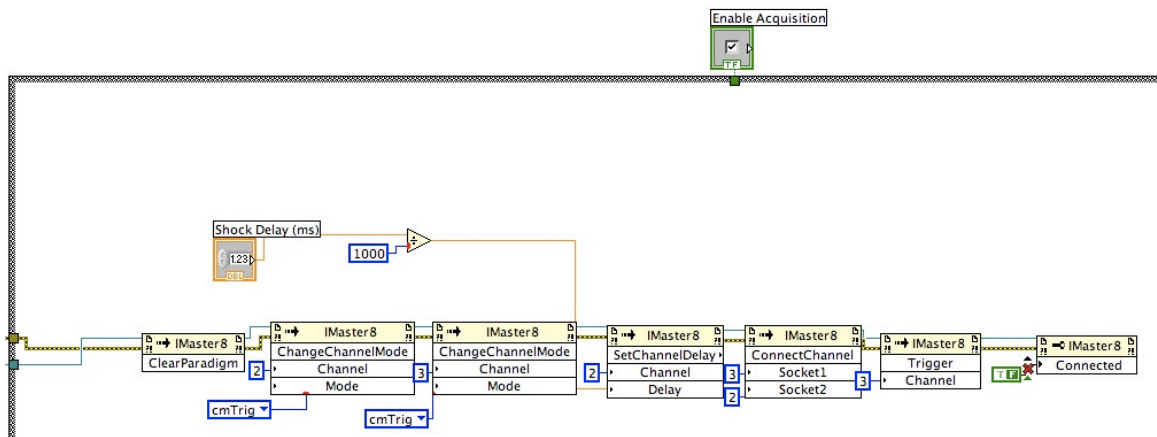 Enable Acquisition
TF
Shock Delay (ms)
1.23
DBL
1000
÷
IMaster8
ClearParadigm
IMaster8
ChangeChannelMode
2
Channel
Mode
cmTrig
IMaster8
ChangeChannelMode
3
Channel
Mode
cmTrig
IMaster8
SetChannelDelay
2
Channel
Delay
IMaster8
ConnectChannel
3
Socket1
2
Socket2
IMaster8
Trigger
3
Channel
IMaster8
TF
Connected